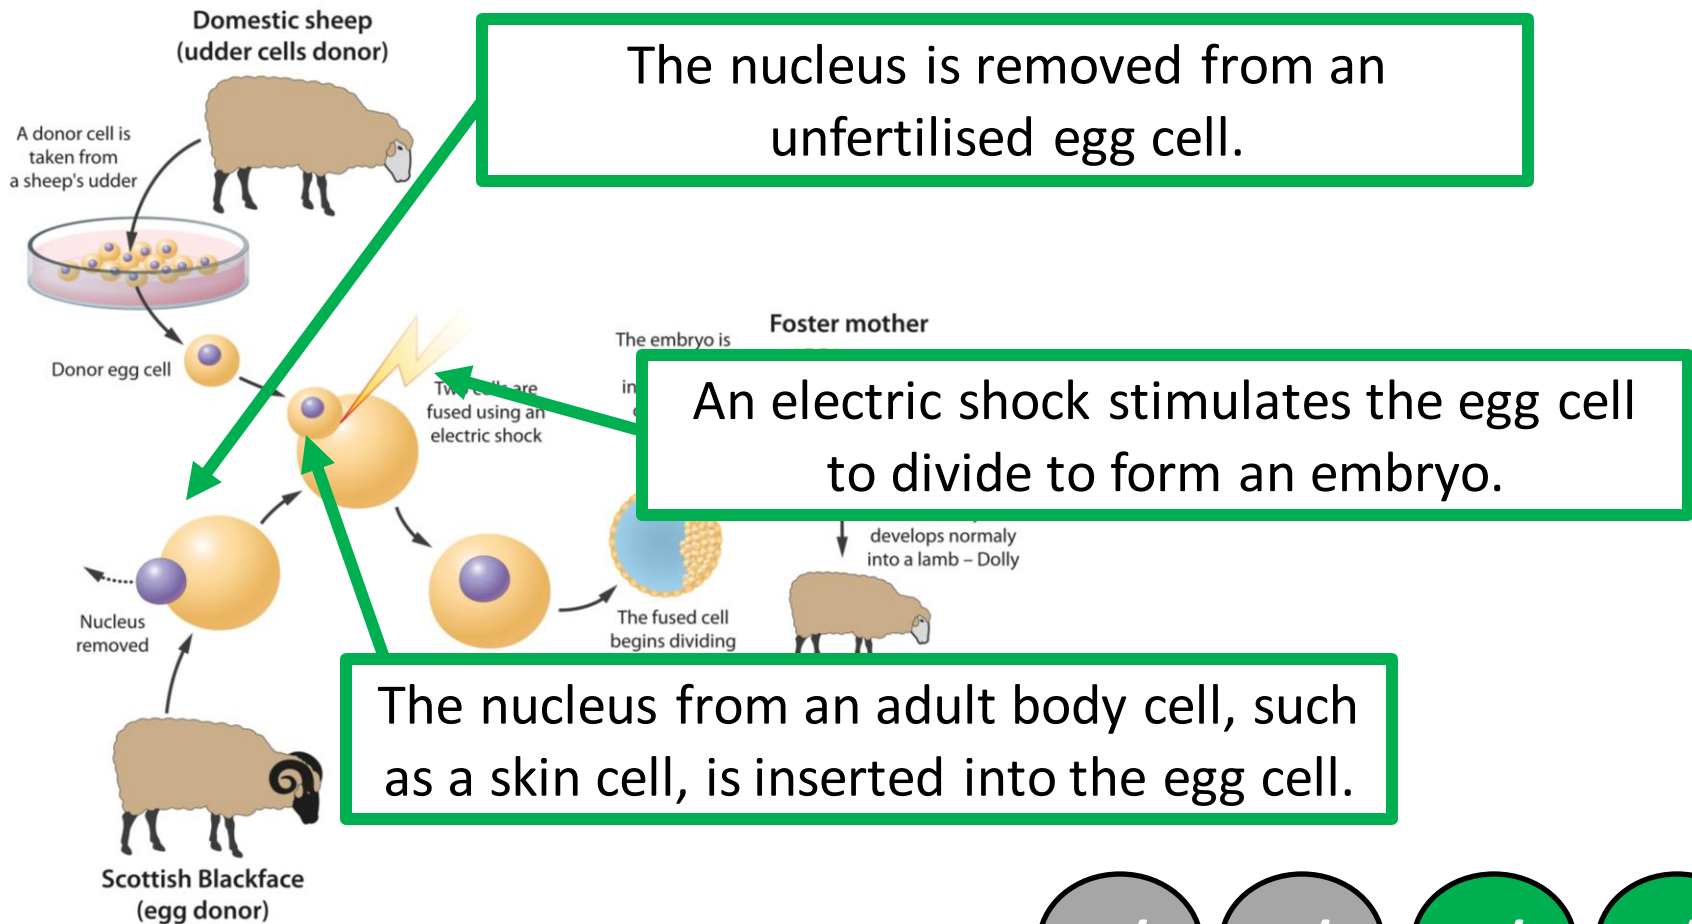 Domestic sheep
(udder cells donor)
The nucleus is removed from an
unfertilised egg cell.
A donor cell is
taken from
a sheep's udder
Donor egg cell
The embryo is
in
Foster mother
cells are
fused using an
electric shock
An electric shock stimulates the egg cell
to divide to form an embryo.
develops normaly
into a lamb – Dolly
Nucleus
removed
The fused cell
begins dividing
The nucleus from an adult body cell, such
as a skin cell, is inserted into the egg cell.
Scottish Blackface
(egg donor)